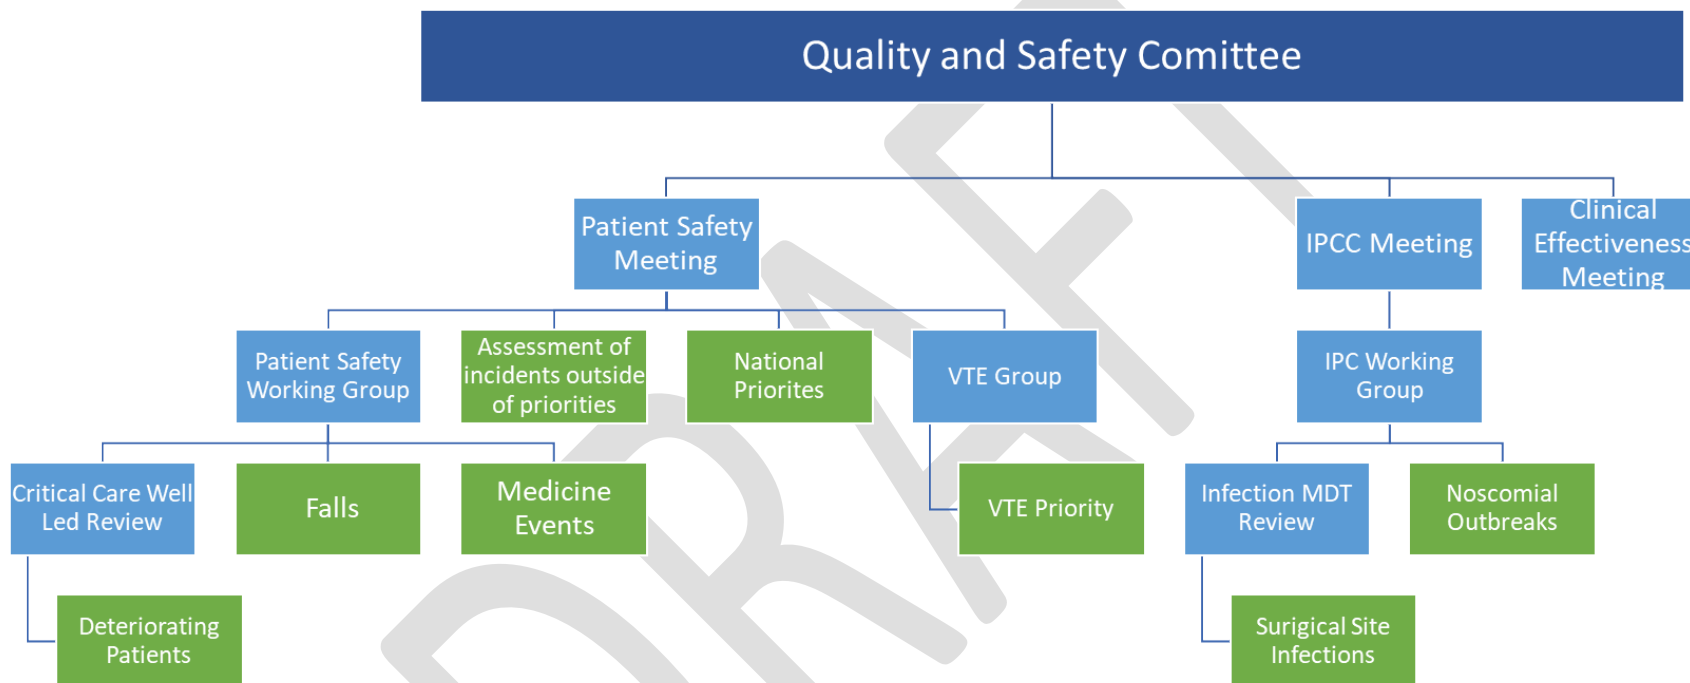 Quality and Safety Comittee
Patient Safety
Meeting
IPCC Meeting
Clinical
Effectiveness
Meeting
Patient Safety
Working Group
Assessment of
incidents outside
of priorities
National
Priorites
VTE Group
IPC Working
Group
Critical Care Well
Led Review
Falls
Medicine
Events
VTE Priority
Infection MDT
Review
Noscomial
Outbreaks
Deteriorating
Patients
Surigical Site
Infections
DRAFT